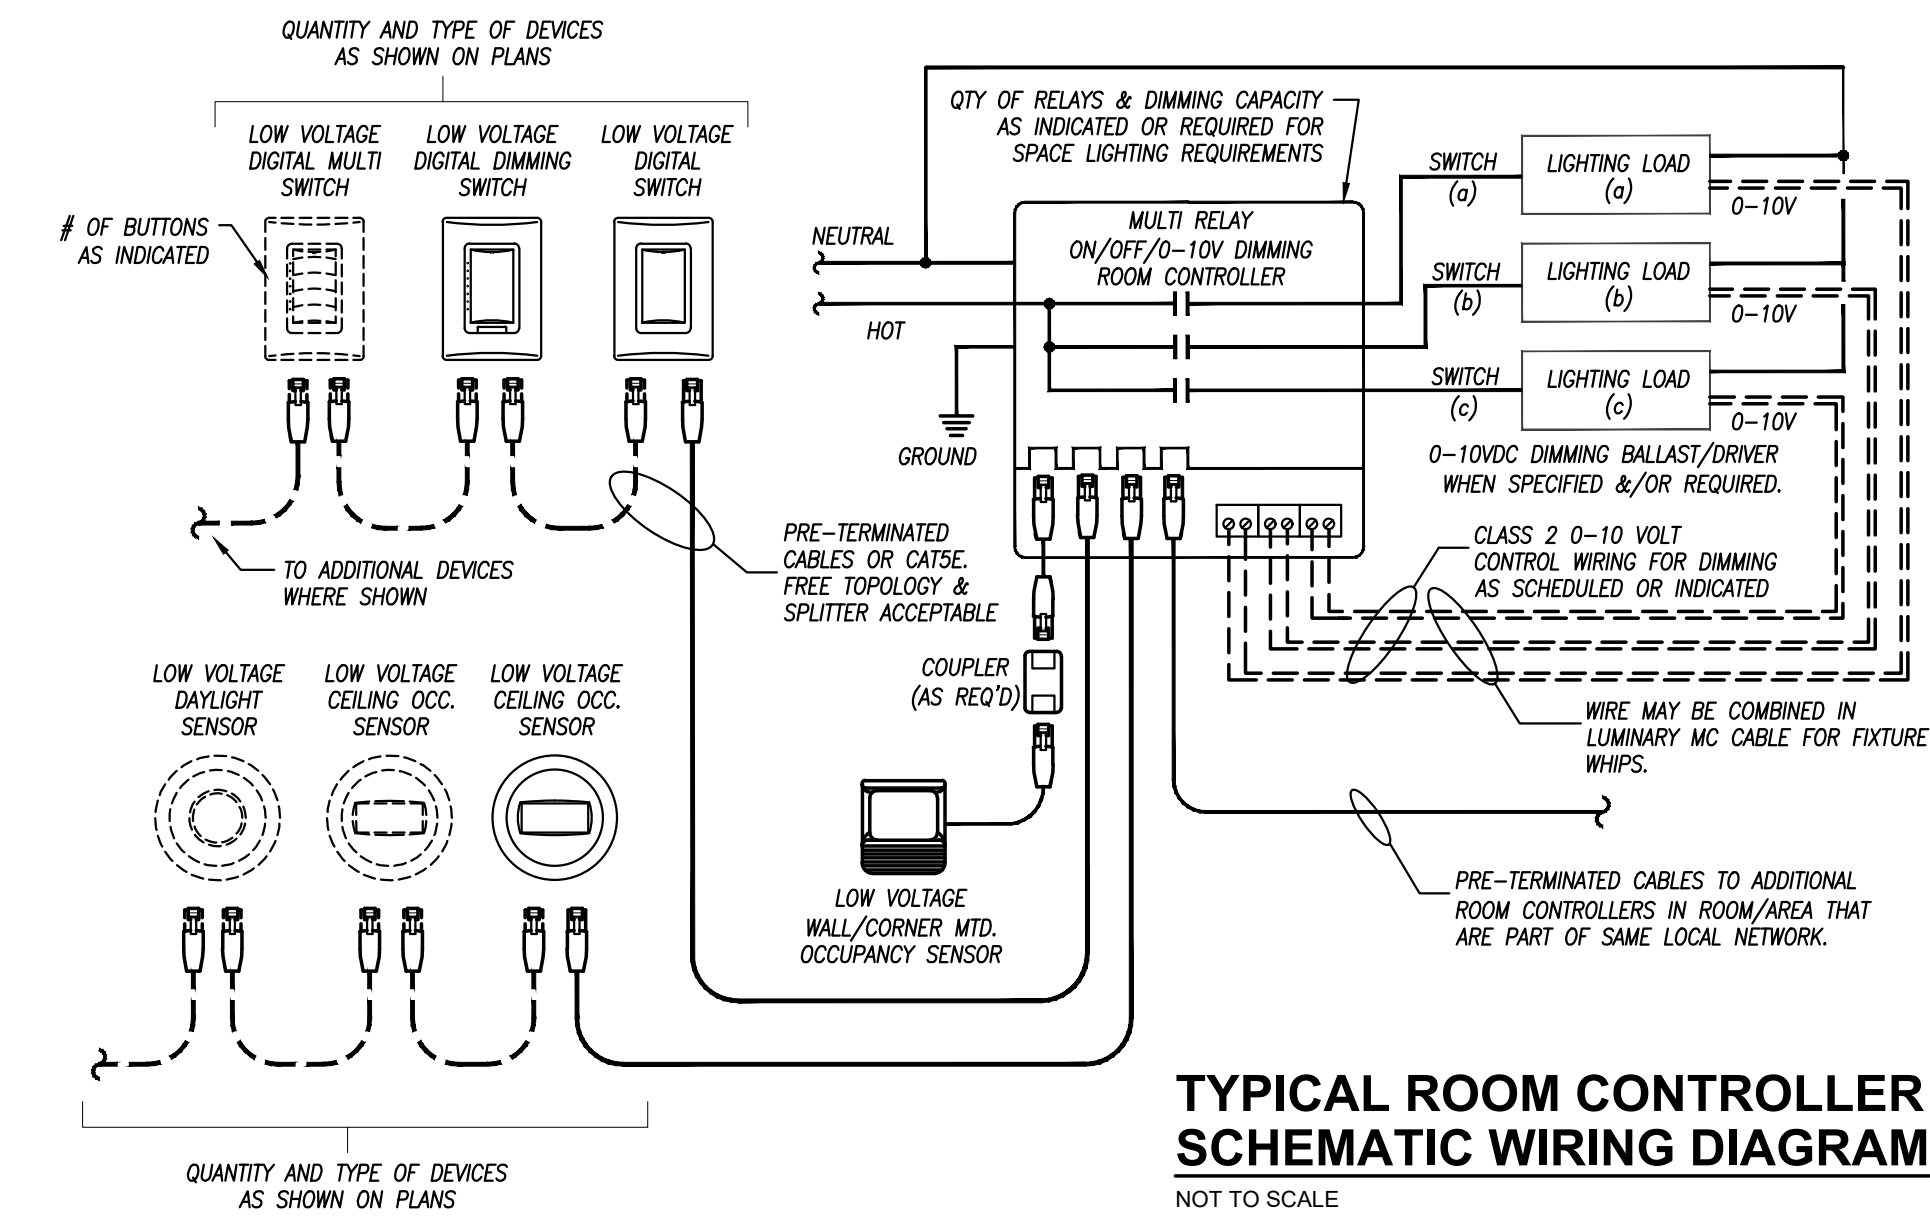 QUANTITY AND TYPE OF DEVICES
AS SHOWN ON PLANS
LOW VOLTAGE
DIGITAL MULTI
SWITCH
LOW VOLTAGE
DIGITAL DIMMING
SWITCH
LOW VOLTAGE
DIGITAL
SWITCH
# OF BUTTONS
AS INDICATED
TO ADDITIONAL DEVICES
WHERE SHOWN
PRE-TERMINATED
CABLES OR CAT5E.
FREE TOPOLOGY &
SPLITTER ACCEPTABLE
QTY OF RELAYS & DIMMING CAPACITY
AS INDICATED OR REQUIRED FOR
SPACE LIGHTING REQUIREMENTS
NEUTRAL
HOT
GROUND
MULTI RELAY
ON/OFF/0-10V DIMMING
ROOM CONTROLLER
SWITCH
(a)
LIGHTING LOAD
(a)
0-10V
SWITCH
(b)
LIGHTING LOAD
(b)
0-10V
SWITCH
(c)
LIGHTING LOAD
(c)
0-10V
0-10VDC DIMMING BALLAST/DRIVER
WHEN SPECIFIED &/OR REQUIRED.
CLASS 2 0-10 VOLT
CONTROL WIRING FOR DIMMING
AS SCHEDULED OR INDICATED
WIRE MAY BE COMBINED IN
LUMINARY MC CABLE FOR FIXTURE
WHIPS.
COUPLER
(AS REQ'D)
LOW VOLTAGE
WALL/CORNER MTD.
OCCUPANCY SENSOR
PRE-TERMINATED CABLES TO ADDITIONAL
ROOM CONTROLLERS IN ROOM/AREA THAT
ARE PART OF SAME LOCAL NETWORK.
LOW VOLTAGE
DAYLIGHT
SENSOR
LOW VOLTAGE
CEILING OCC.
SENSOR
LOW VOLTAGE
CEILING OCC.
SENSOR
QUANTITY AND TYPE OF DEVICES
AS SHOWN ON PLANS
TYPICAL ROOM CONTROLLER
SCHEMATIC WIRING DIAGRAM
NOT TO SCALE